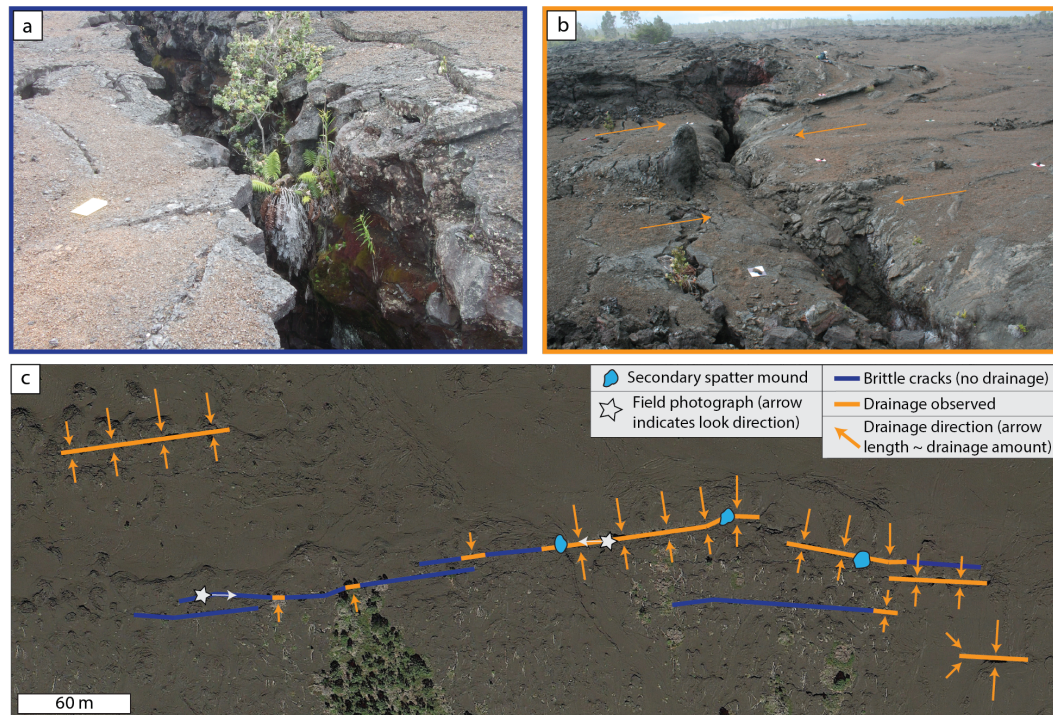 a
b
c
Secondary spatter mound
Field photograph (arrow
indicates look direction)
Brittle cracks (no drainage)
Drainage observed
Drainage direction (arrow
length ~ drainage amount)
60 m